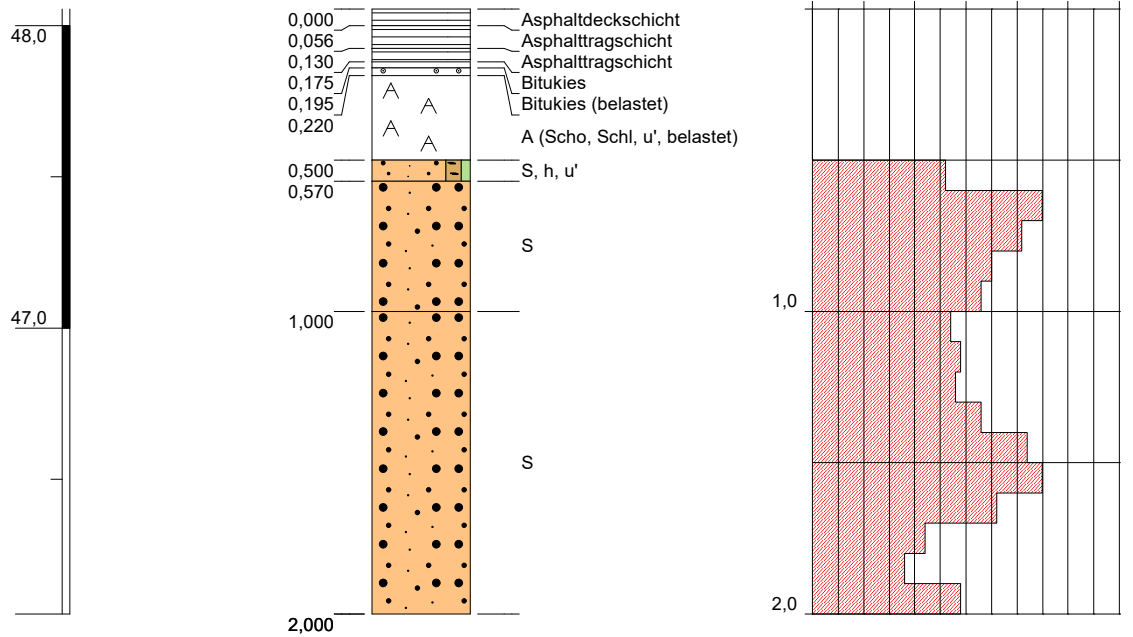 0,000 Asphaltdeckschicht
48,0
0,056 Asphalttragschicht
0,130 Asphalttragschicht
0,175 Bitukies
0,195 Bitukies (belastet)
0,220
A (Scho, Schl, u', belastet)
0,500 S, h, u'
0,570
S
1,0
47,0
1,000
S
2,0
2,000